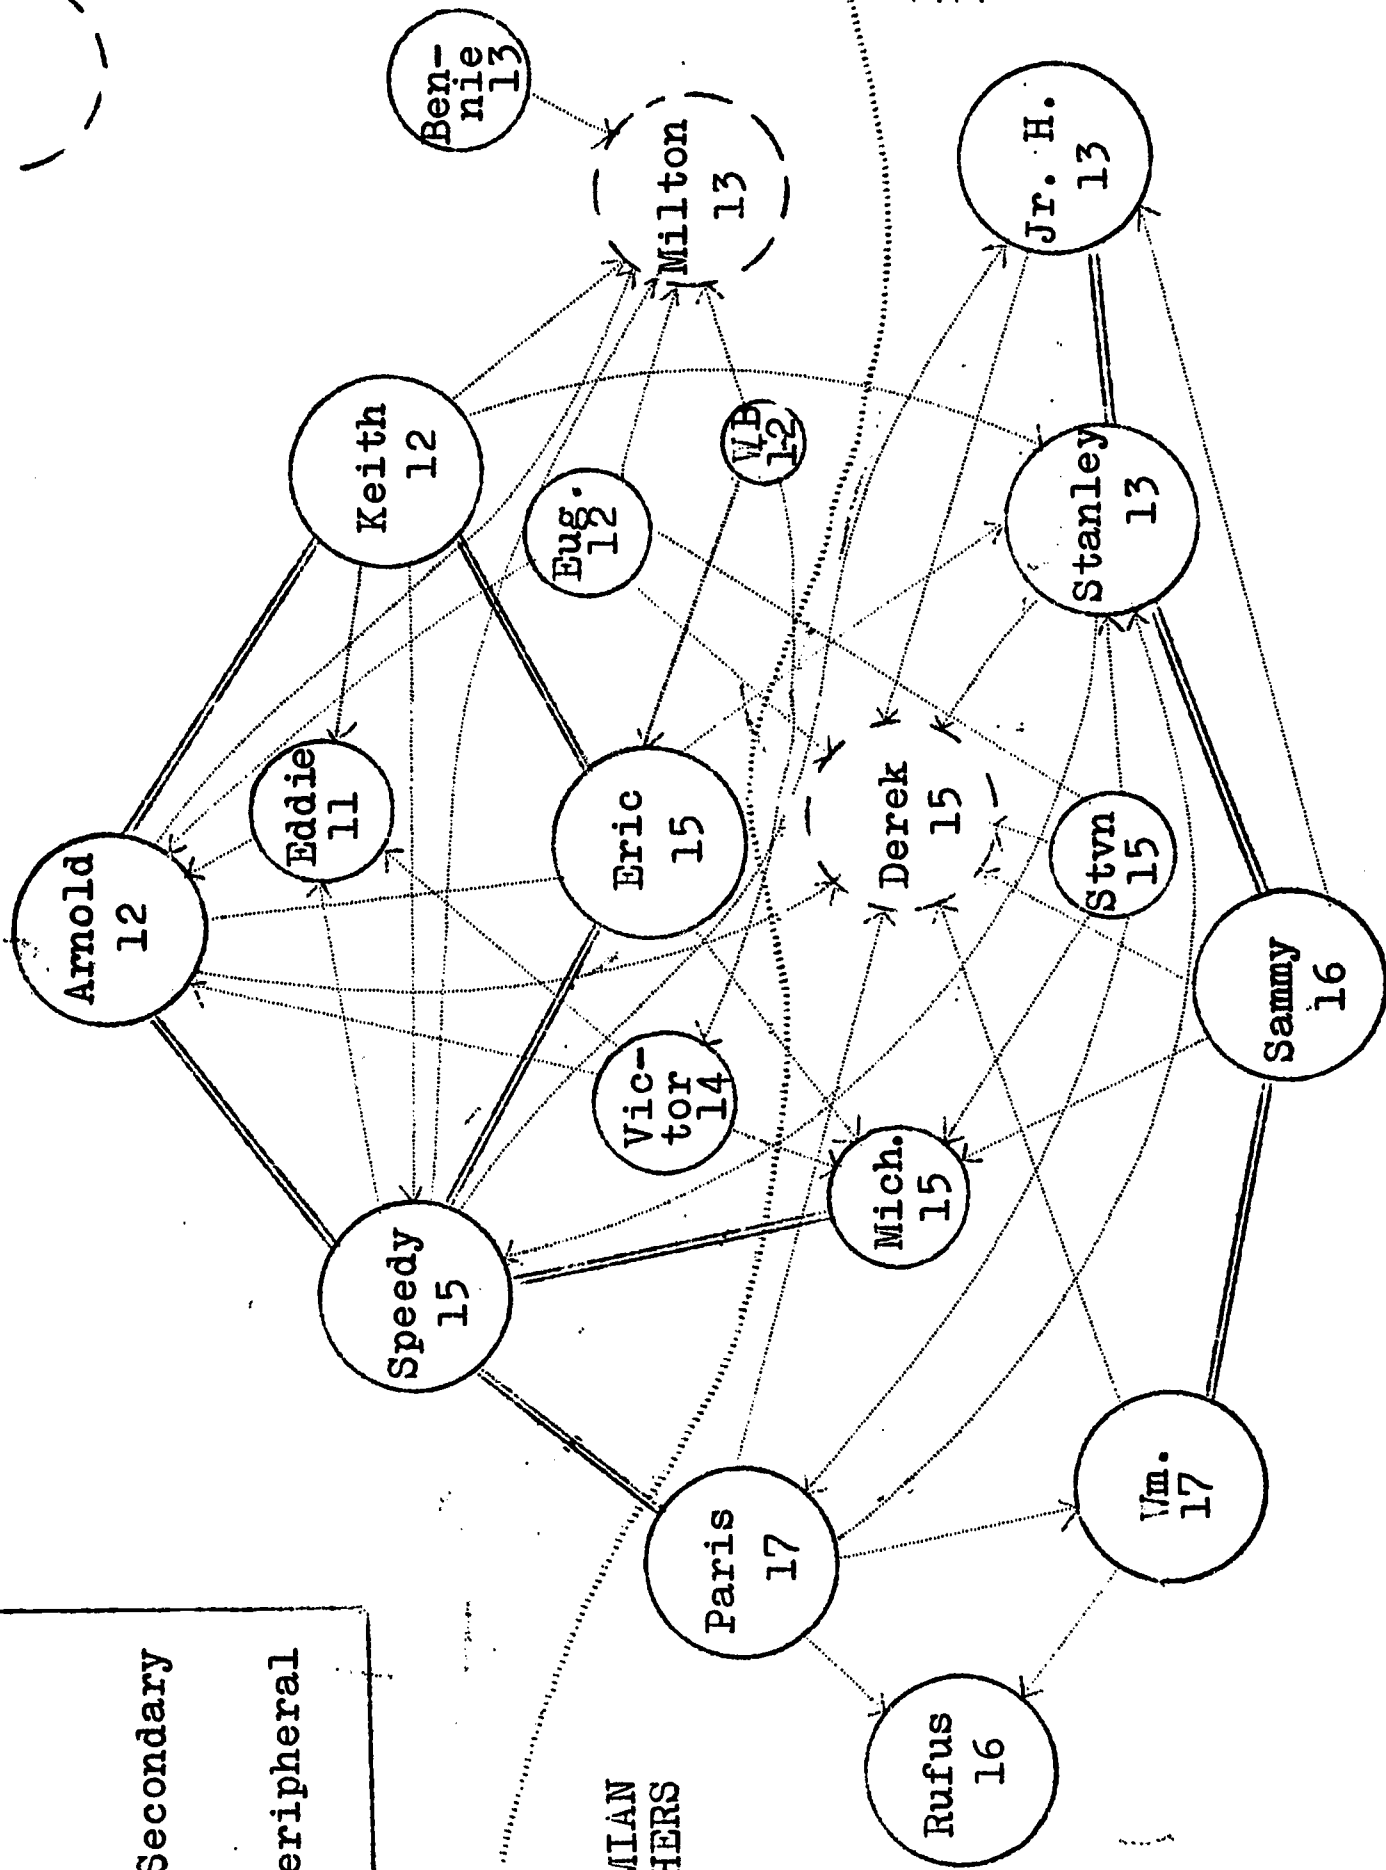 Secondary
eripheral
MIAN
HERS
Arnold
12
Speedy
15
Keith
12
Eddie
11
Ben-
nie
13
Milton
13
Eug.
12
Eric
15
Vic-
tor
14
WB
12
Paris
17
Mich.
15
Derek
15
Rufus
16
Stvn
15
Stanley
13
Jr. H.
13
Wm.
17
Sammy
16